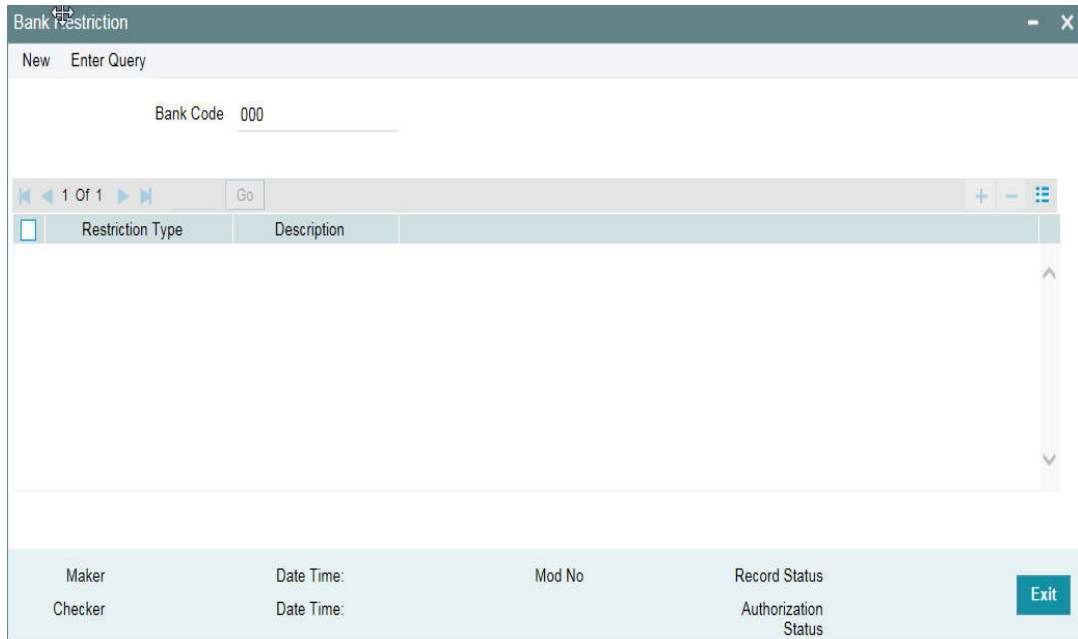 Bank Restriction
New Enter Query
Bank Code 000
1 Of 1 Go
Restriction Type Description
Maker Date Time: Mod No Record Status
Exit
Checker Date Time: Authorization
Status